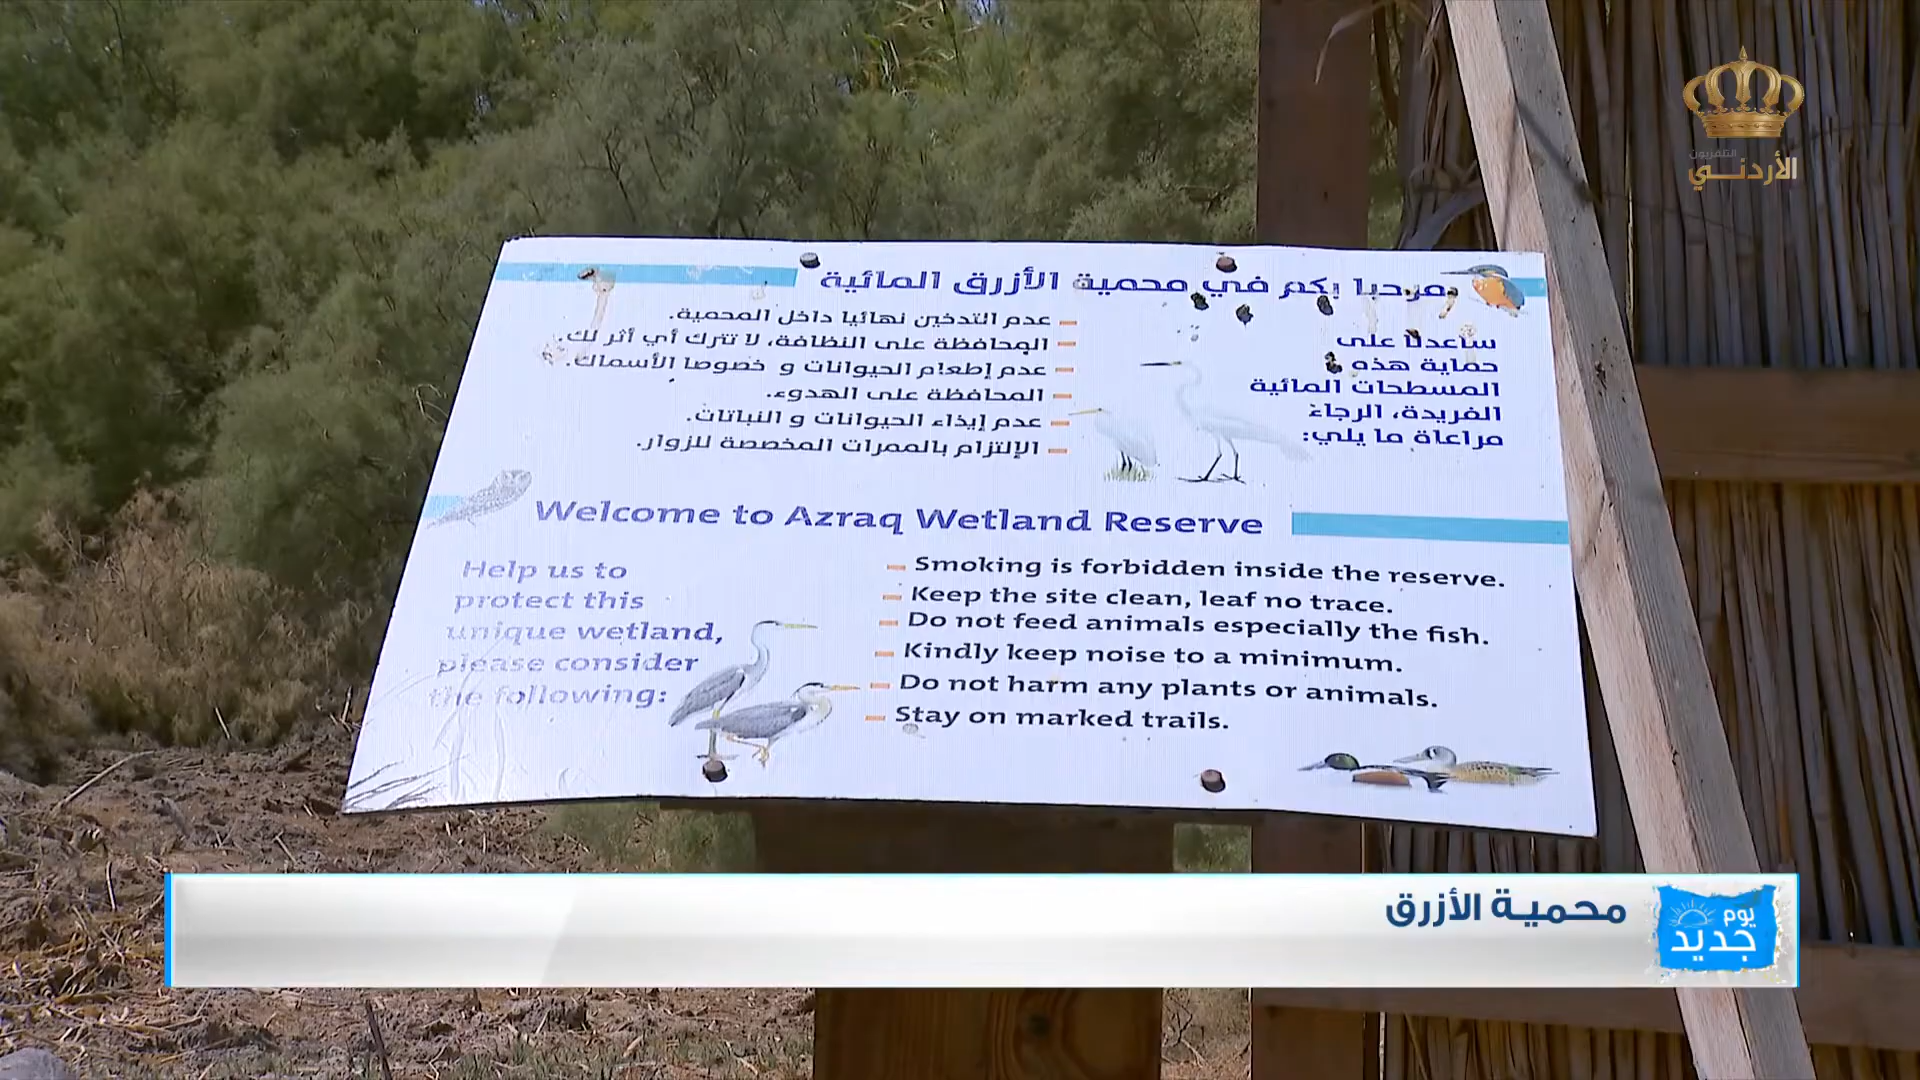 التلفزيون
الأردني
مرحبا بكم في محمية الأزرق المائية
ساعدنا على
حماية هذه
المسطحات المائية
الفريدة، الرجاء
مراعاة ما يلي:
عدم التدخين نهائيا داخل المحمية.
المحافظة على النظافة، لا تترك أي أثر لك.
عدم إطعام الحيوانات و خصوصا الأسماك.
المحافظة على الهدوء.
عدم إيذاء الحيوانات و النباتات.
الإلتزام بالممرات المخصصة للزوار.
Welcome to Azraq Wetland Reserve
Help us to
protect this
unique wetland,
please consider
the following:
Smoking is forbidden inside the reserve.
Keep the site clean, leaf no trace.
Do not feed animals especially the fish.
Kindly keep noise to a minimum.
Do not harm any plants or animals.
Stay on marked trails.
محمية الأزرق
يوم
جديد